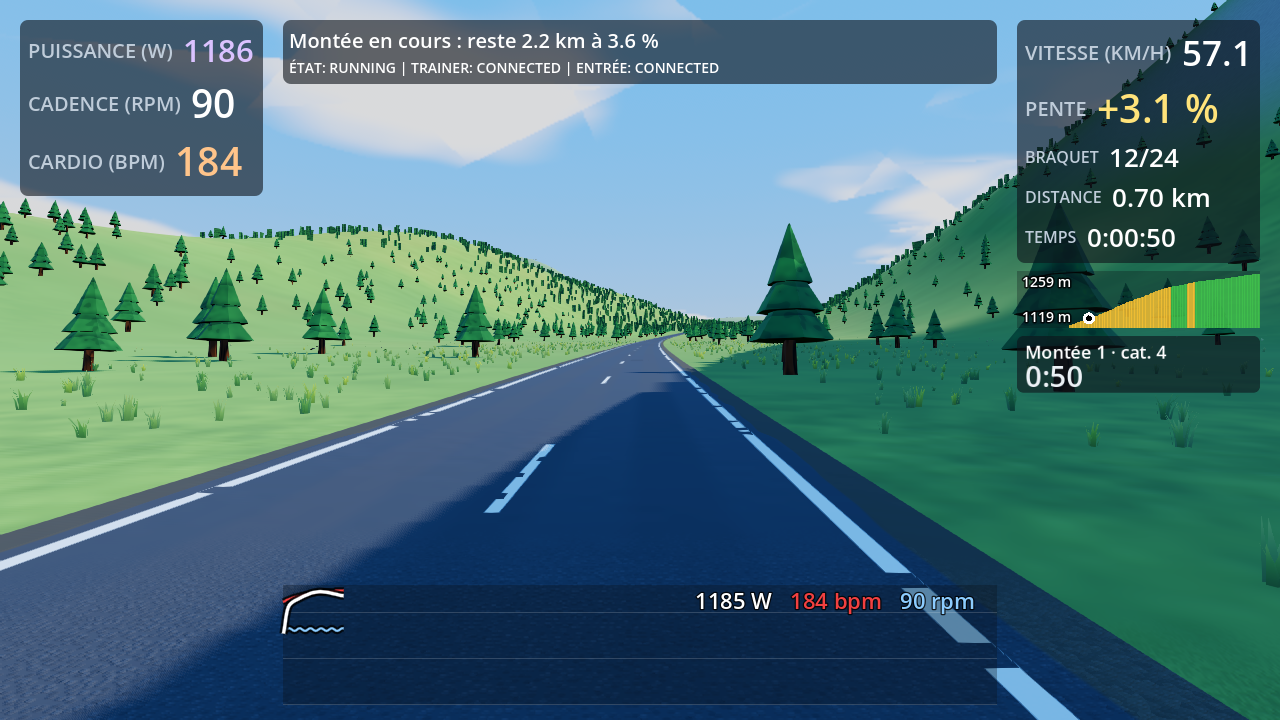 PUISSANCE (W) 1186
CADENCE (RPM) 90
CARDIO (BPM) 184
Montée en cours : reste 2.2 km à 3.6 %
ÉTAT: RUNNING | TRAINER: CONNECTED | ENTRÉE: CONNECTED
VITESSE (KM/H) 57.1
PENTE +3.1 %
BRAQUET 12/24
DISTANCE 0.70 km
TEMPS 0:00:50
1259 m
1119 m
Montée 1 · cat. 4
0:50
1185 W 184 bpm 90 rpm